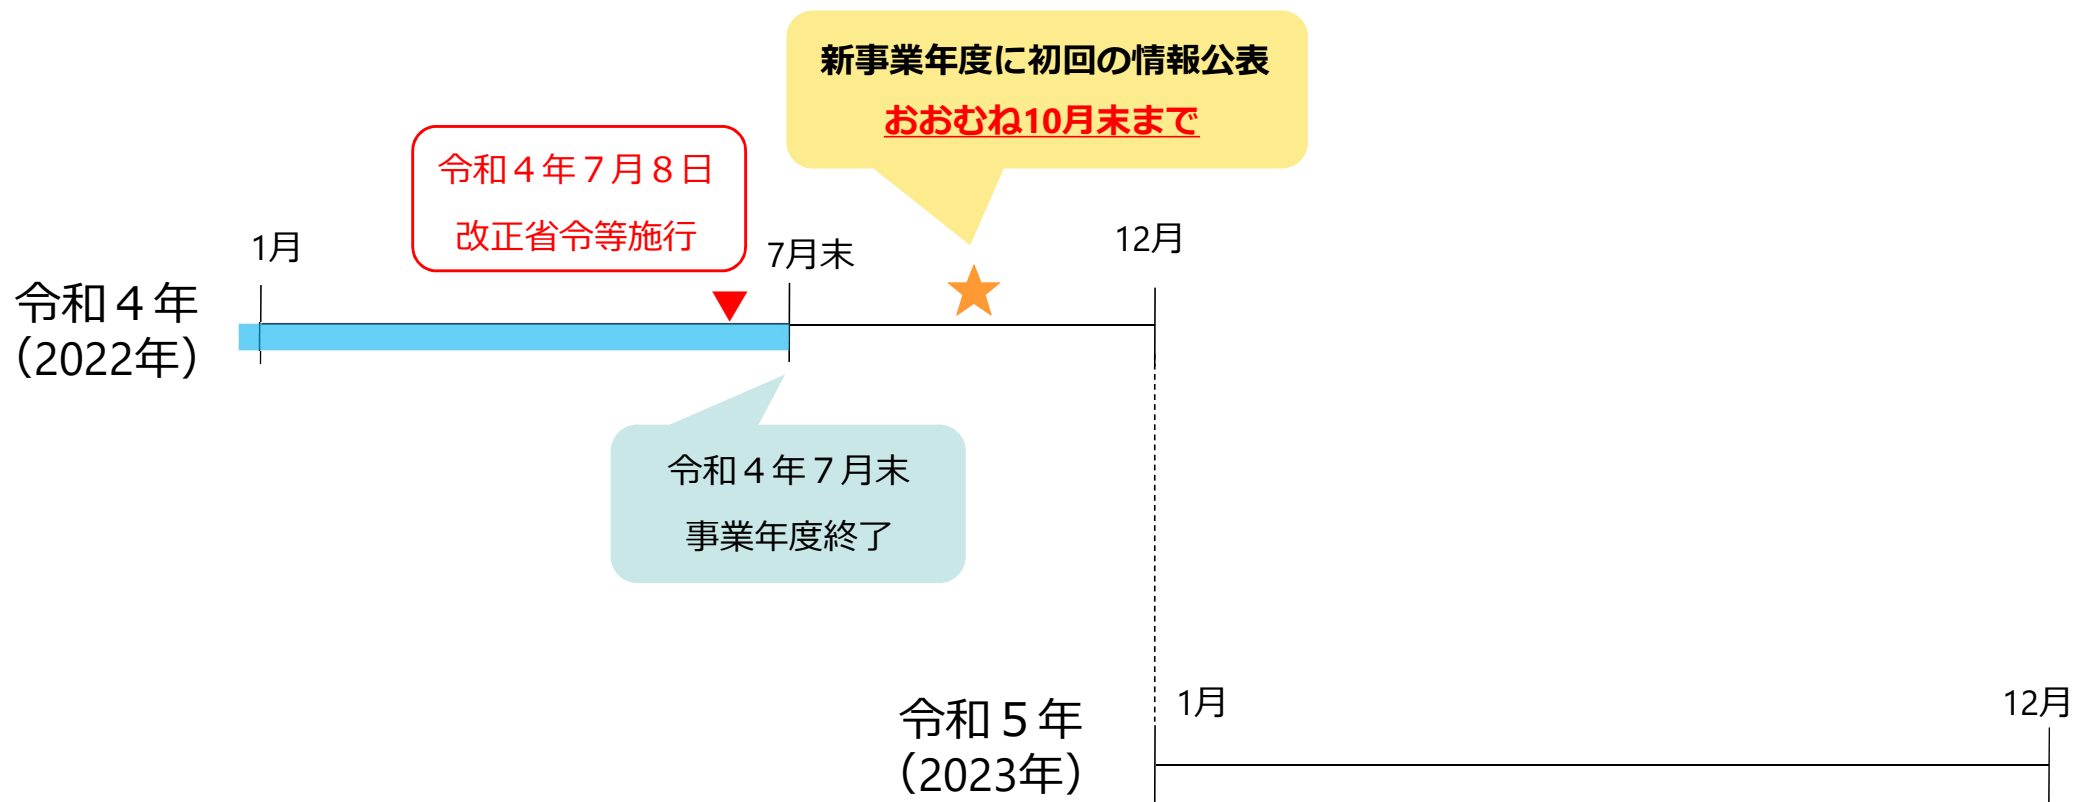 新事業年度に初回の情報公表
おおむね10月末まで
令和４年７月８日
改正省令等施行
1月
7月末
12月
令和４年
（2022年）
令和４年７月末
事業年度終了
令和５年
（2023年）
1月
12月